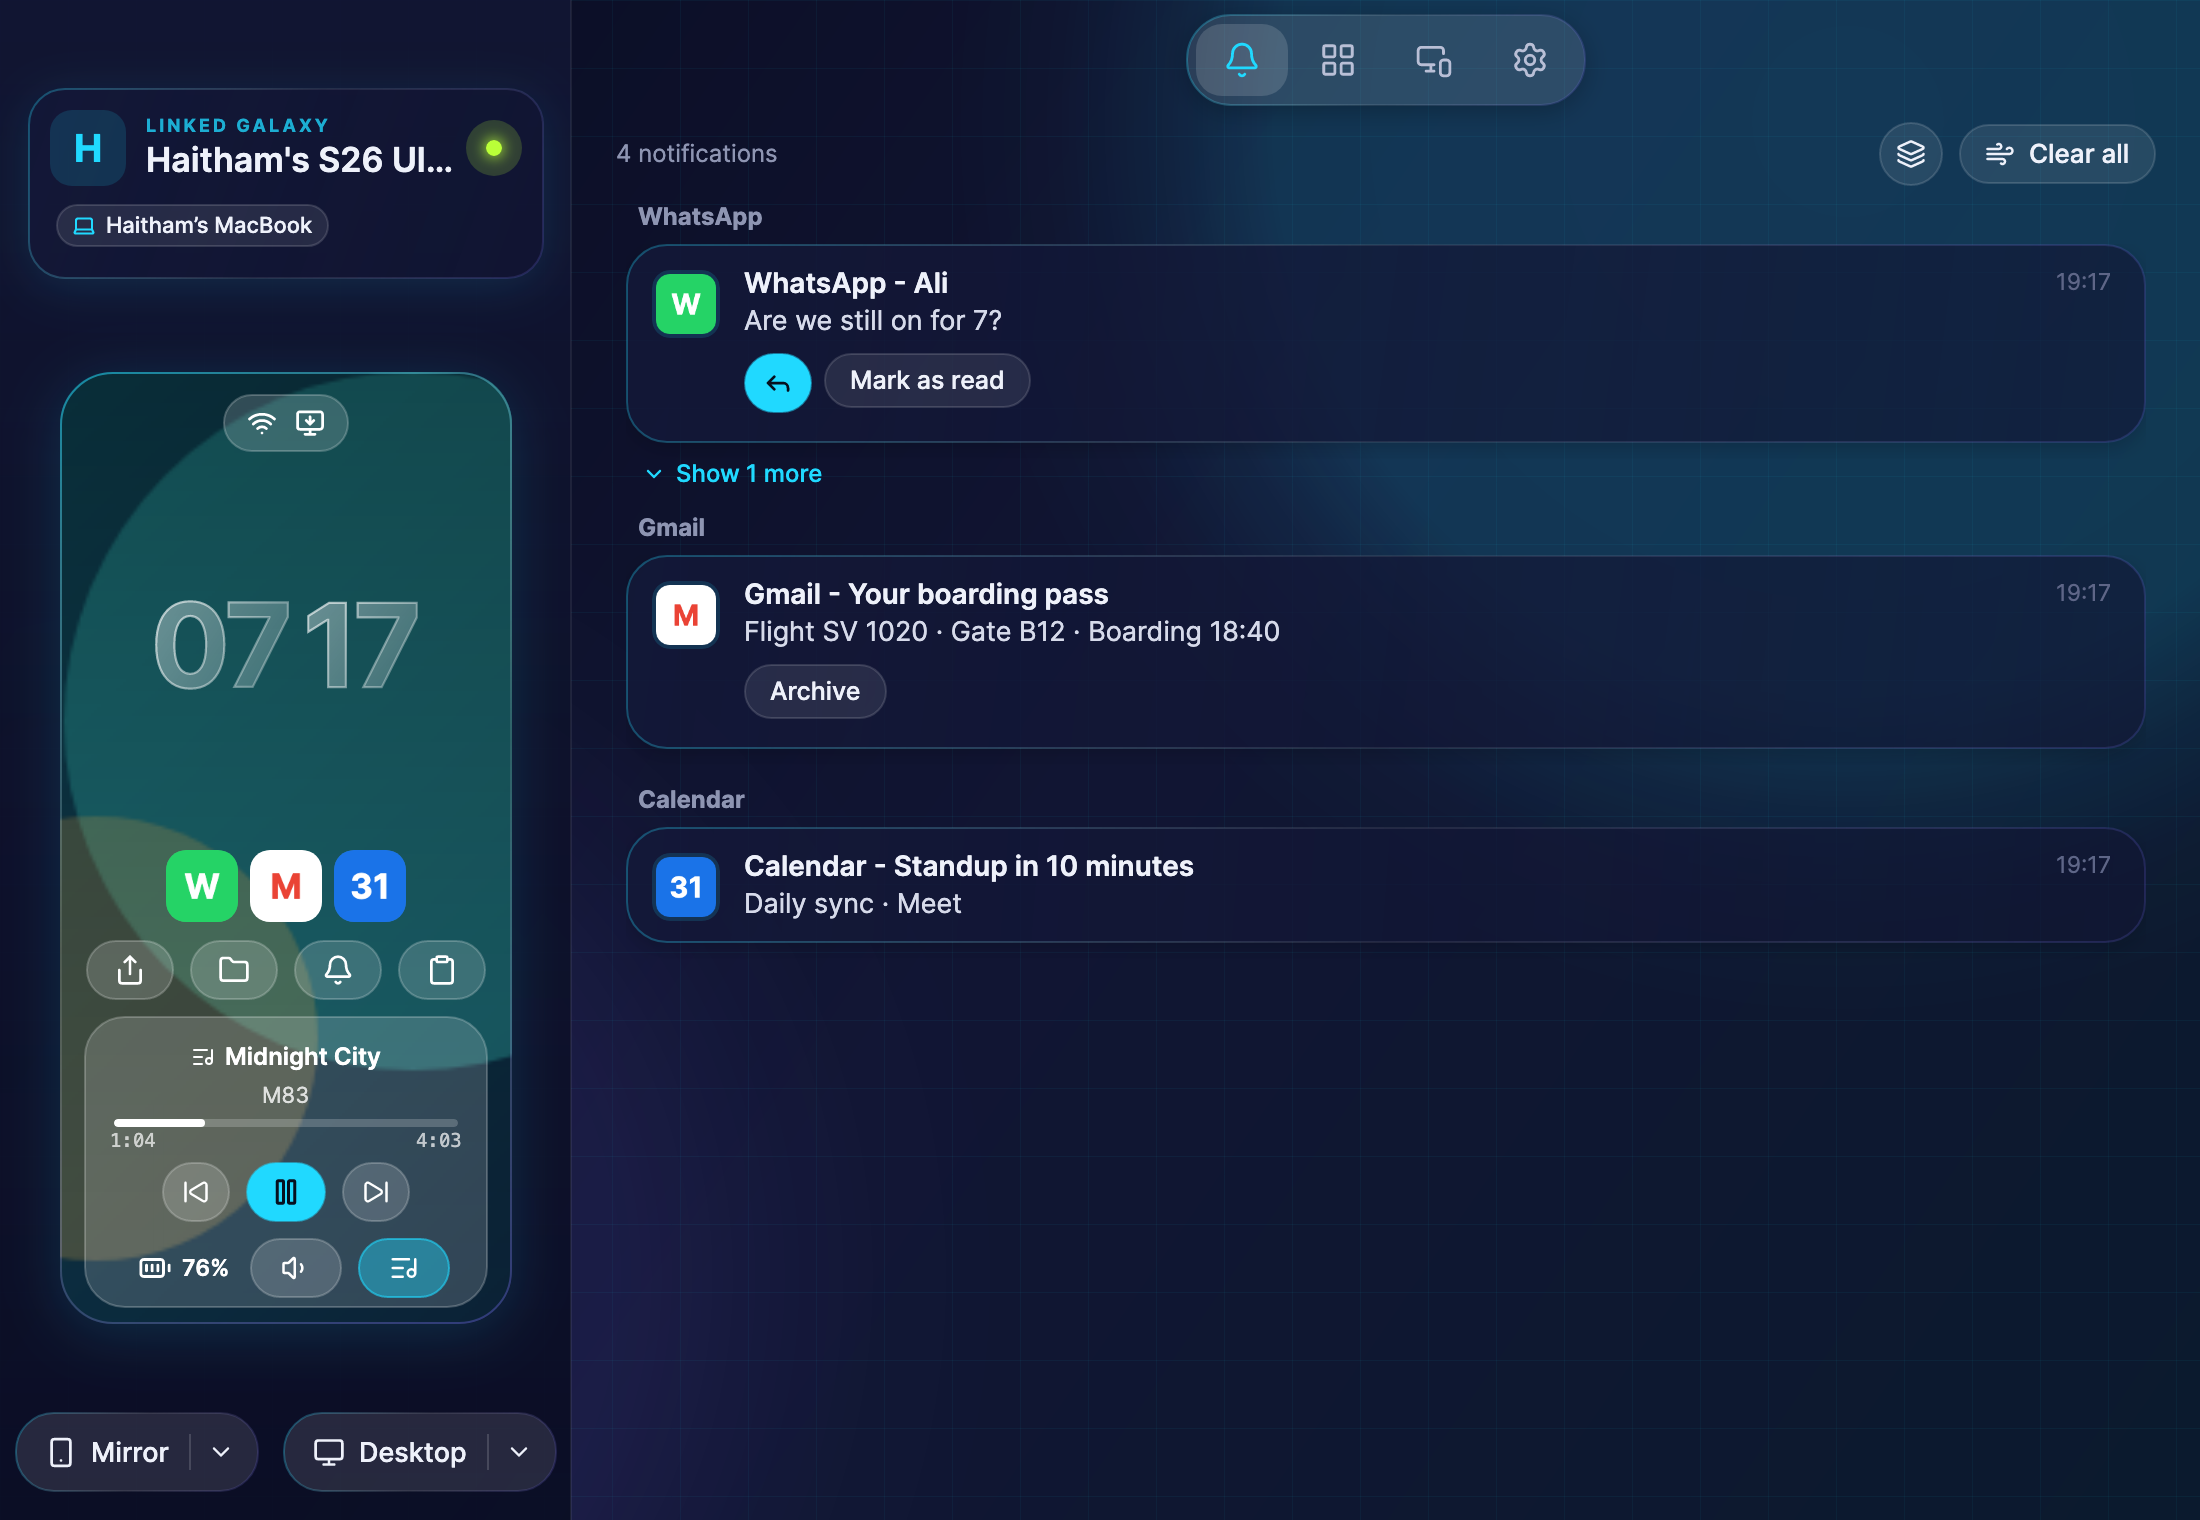 H
LINKED GALAXY
Haitham's S26 Ul...
Haitham’s MacBook
07 17
W
M
31
Midnight City
M83
1:04
4:03
76%
Mirror
Desktop
4 notifications
Clear all
WhatsApp
W
WhatsApp - Ali
19:17
Are we still on for 7?
Mark as read
Show 1 more
Gmail
M
Gmail - Your boarding pass
19:17
Flight SV 1020 · Gate B12 · Boarding 18:40
Archive
Calendar
31
Calendar - Standup in 10 minutes
19:17
Daily sync · Meet